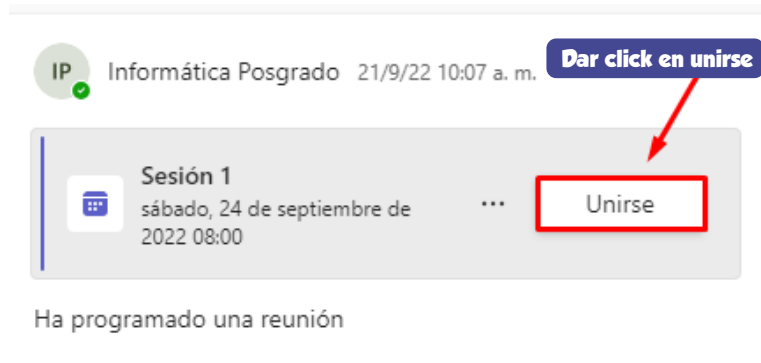 IP
Informática Posgrado 21/9/22 10:07 a. m.
Dar click en unirse
Sesión 1
sábado, 24 de septiembre de
2022 08:00
... Unirse
Ha programado una reunión